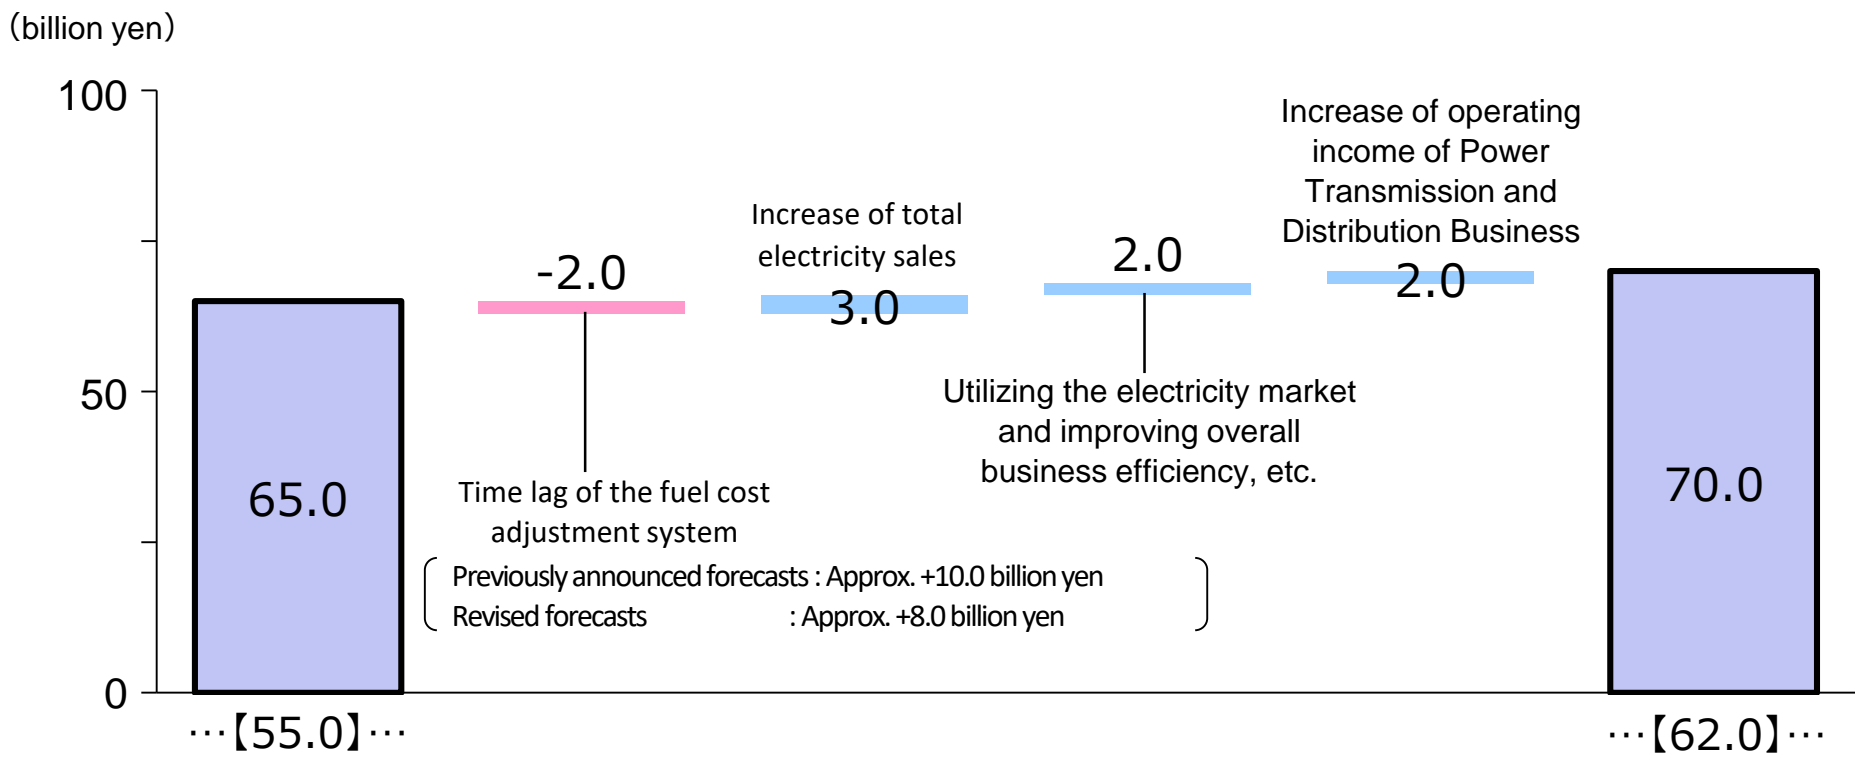 （billion yen）
100
50
0
65.0
…【55.0】…
-2.0
Time lag of the fuel cost
adjustment system
Previously announced forecasts : Approx. +10.0 billion yen
Revised forecasts : Approx. +8.0 billion yen
Increase of total
electricity sales
3.0
2.0
Utilizing the electricity market
and improving overall
business efficiency, etc.
Increase of operating
income of Power
Transmission and
Distribution Business
2.0
70.0
…【62.0】…